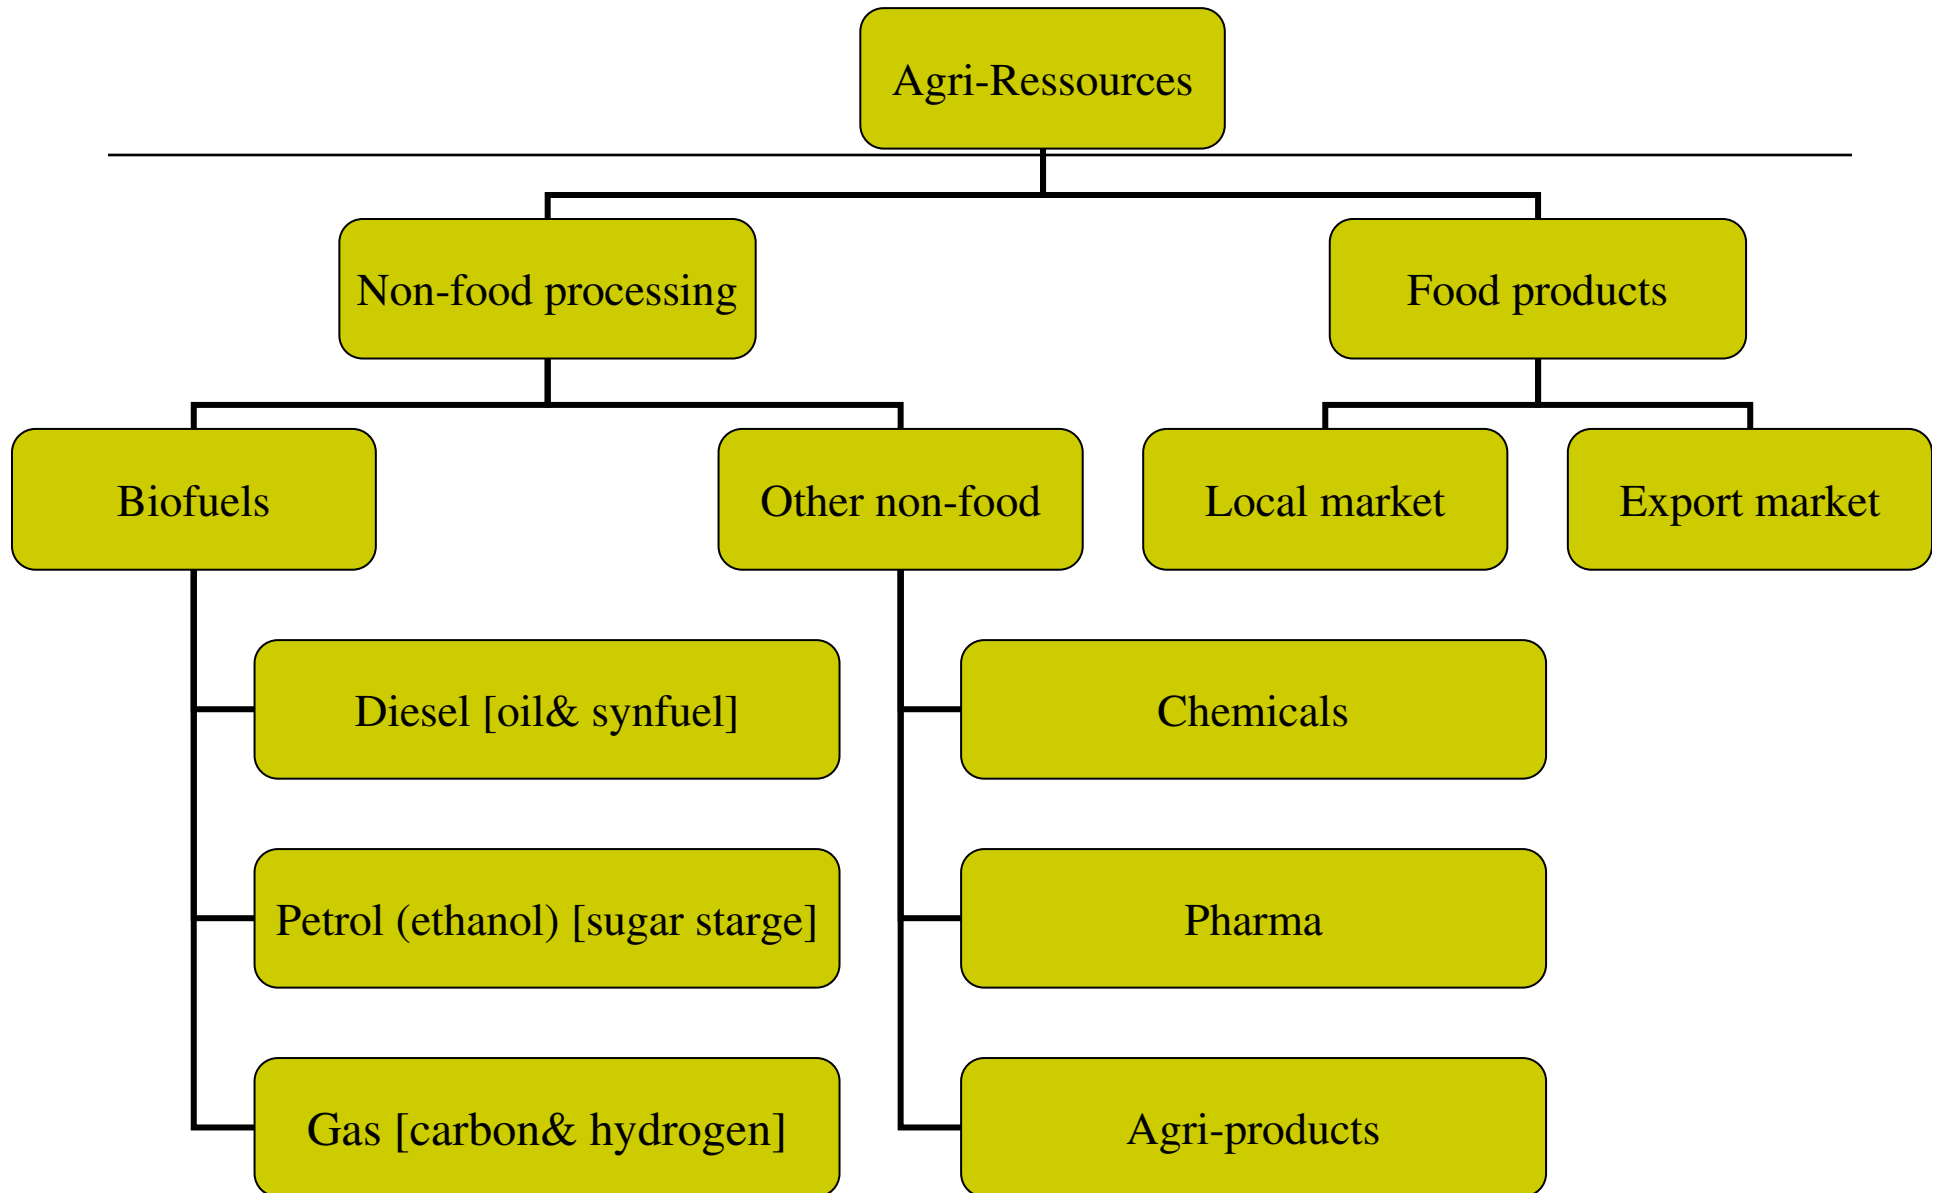 Agri-Ressources
Non-food processing
Food products
Biofuels
Other non-food
Local market
Export market
Diesel [oil& synfuel]
Chemicals
Petrol (ethanol) [sugar starge]
Pharma
Gas [carbon& hydrogen]
Agri-products